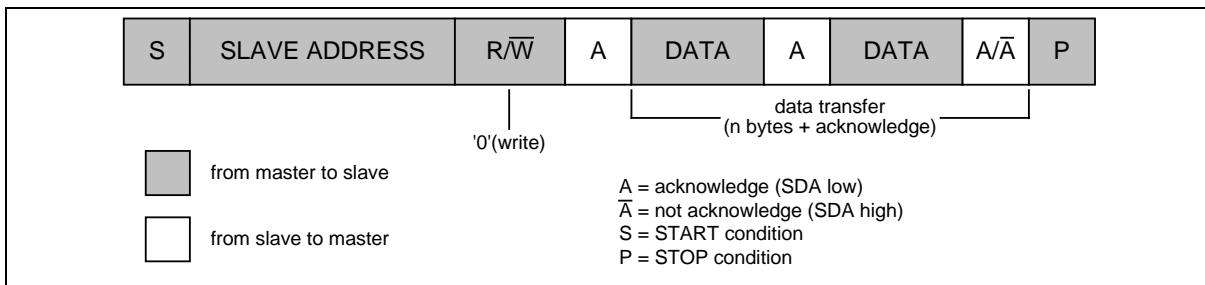 S SLAVE ADDRESS R/W̅ A DATA A DATA A/A̅ P
data transfer
(n bytes + acknowledge)
'0'(write)
from master to slave
from slave to master
A = acknowledge (SDA low)
A̅ = not acknowledge (SDA high)
S = START condition
P = STOP condition